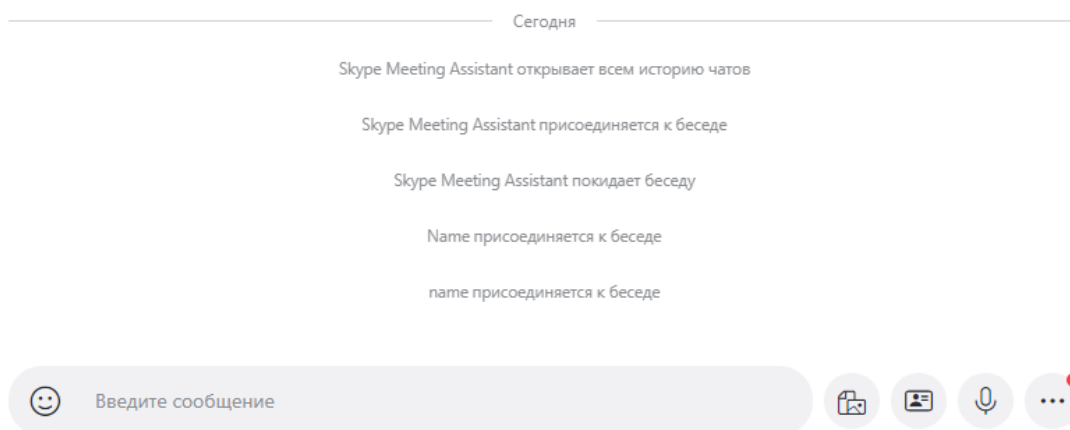 Сегодня
Skype Meeting Assistant открывает всем историю чатов
Skype Meeting Assistant присоединяется к беседе
Skype Meeting Assistant покидает беседу
Name присоединяется к беседе
name присоединяется к беседе
Введите сообщение